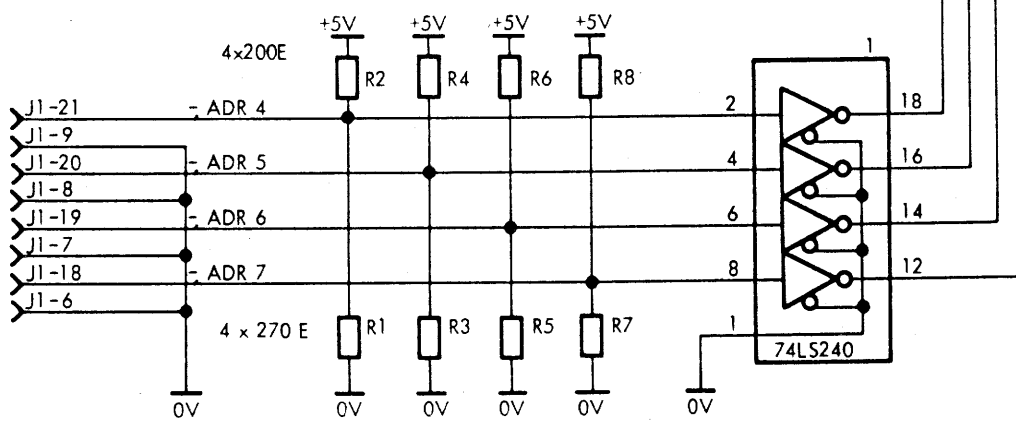 +5V +5V +5V +5V
4x200E
R2 R4 R6 R8
1
J1-21 -, ADR 4 2 18
J1-9
J1-20 -, ADR 5 4 16
J1-8
J1-19 -, ADR 6 6 14
J1-7
J1-18 -, ADR 7 8 12
J1-6
4 x 270 E R1 R3 R5 R7 1
74LS240
0V 0V 0V 0V 0V 0V